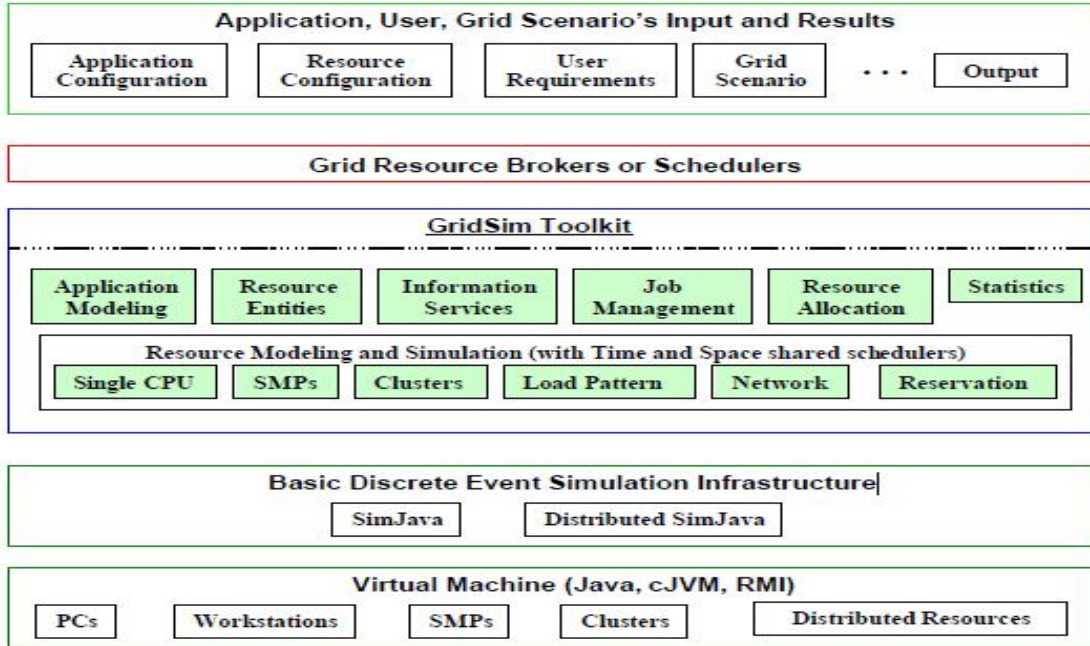 Application, User, Grid Scenario's Input and Results
Application Configuration
Resource Configuration
User Requirements
Grid Scenario
. . .
Output
Grid Resource Brokers or Schedulers
GridSim Toolkit
Application Modeling
Resource Entities
Information Services
Job Management
Resource Allocation
Statistics
Resource Modeling and Simulation (with Time and Space shared schedulers)
Single CPU
SMPs
Clusters
Load Pattern
Network
Reservation
Basic Discrete Event Simulation Infrastructure
SimJava
Distributed SimJava
Virtual Machine (Java, cJVM, RMI)
PCs
Workstations
SMPs
Clusters
Distributed Resources